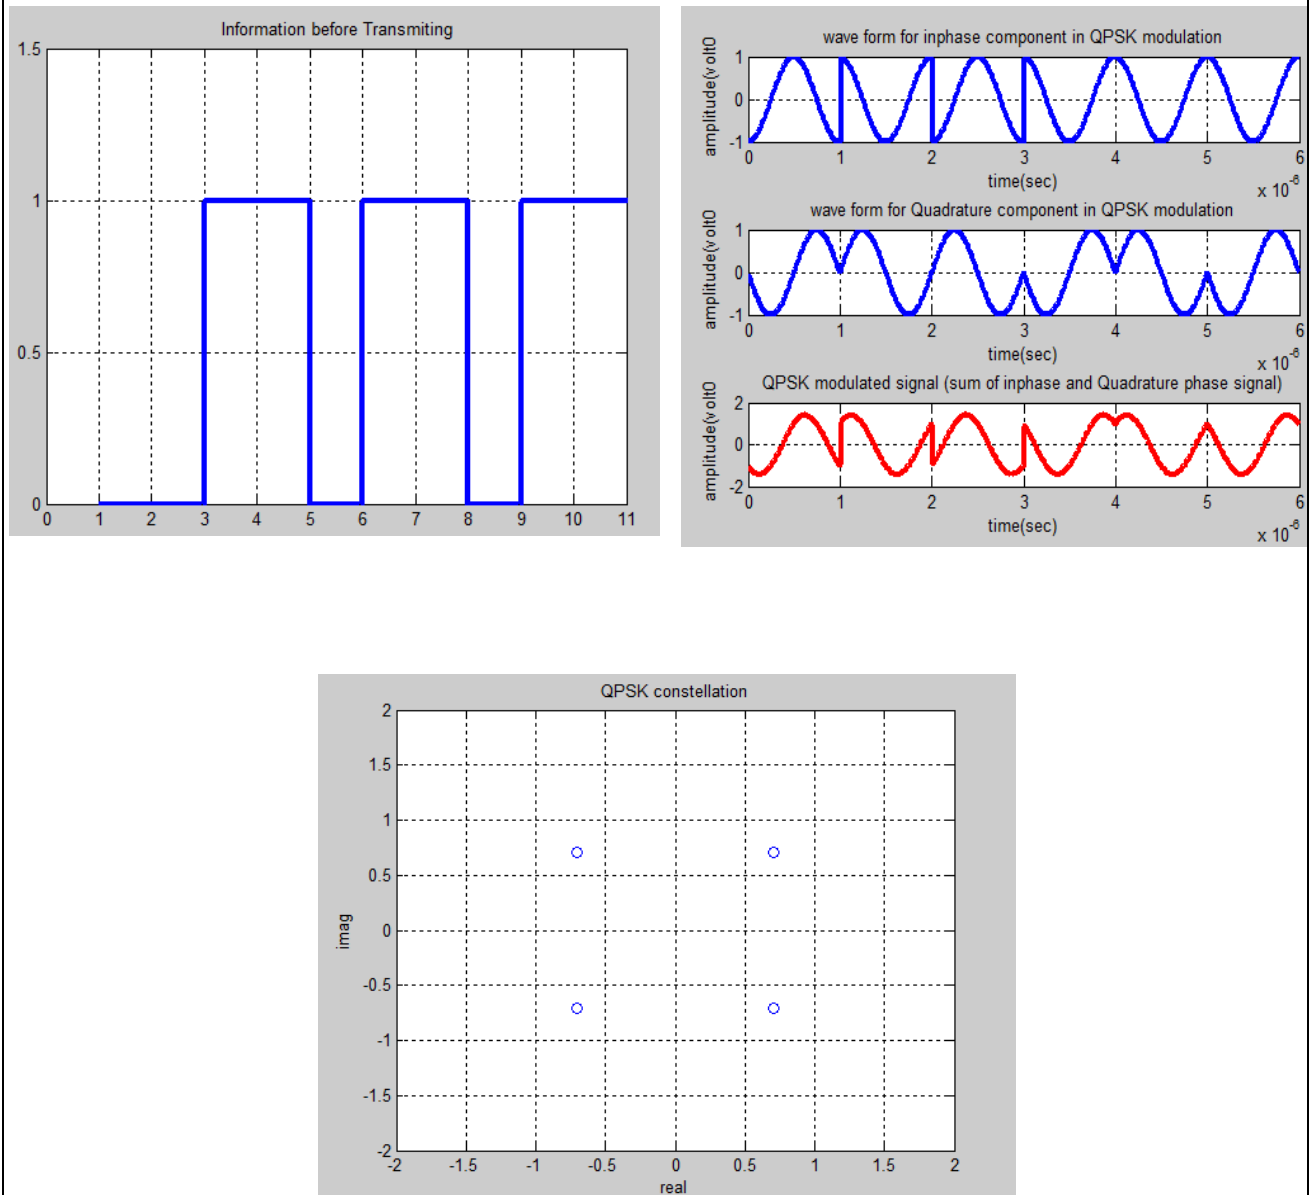 Information before Transmiting
1.5
1
0.5
0
0 1 2 3 4 5 6 7 8 9 10 11
wave form for inphase component in QPSK modulation
amplitude(volt0
1
0
-1
0 1 2 3 4 5 6
time(sec)
x 10-6
wave form for Quadrature component in QPSK modulation
amplitude(volt0
1
0
-1
0 1 2 3 4 5 6
time(sec)
x 10-6
QPSK modulated signal (sum of inphase and Quadrature phase signal)
amplitude(volt0
2
0
-2
0 1 2 3 4 5 6
time(sec)
x 10-6
QPSK constellation
2
1.5
1
0.5
0
-0.5
-1
-1.5
-2
imag
-2 -1.5 -1 -0.5 0 0.5 1 1.5 2
real